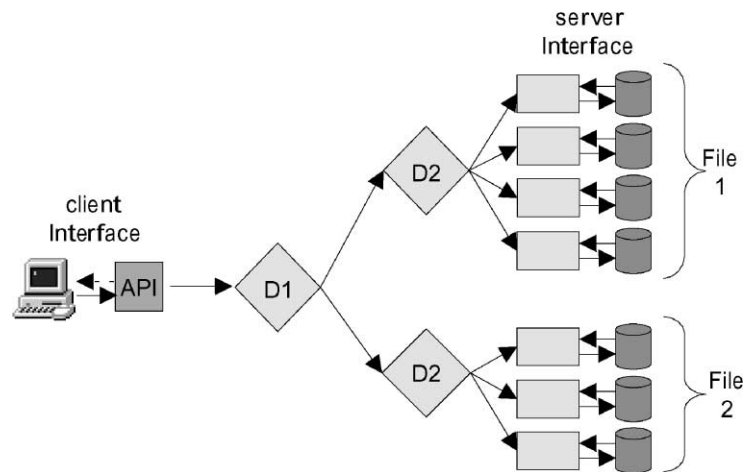 server
Interface
D2
File
1
client
Interface
API
D1
D2
File
2